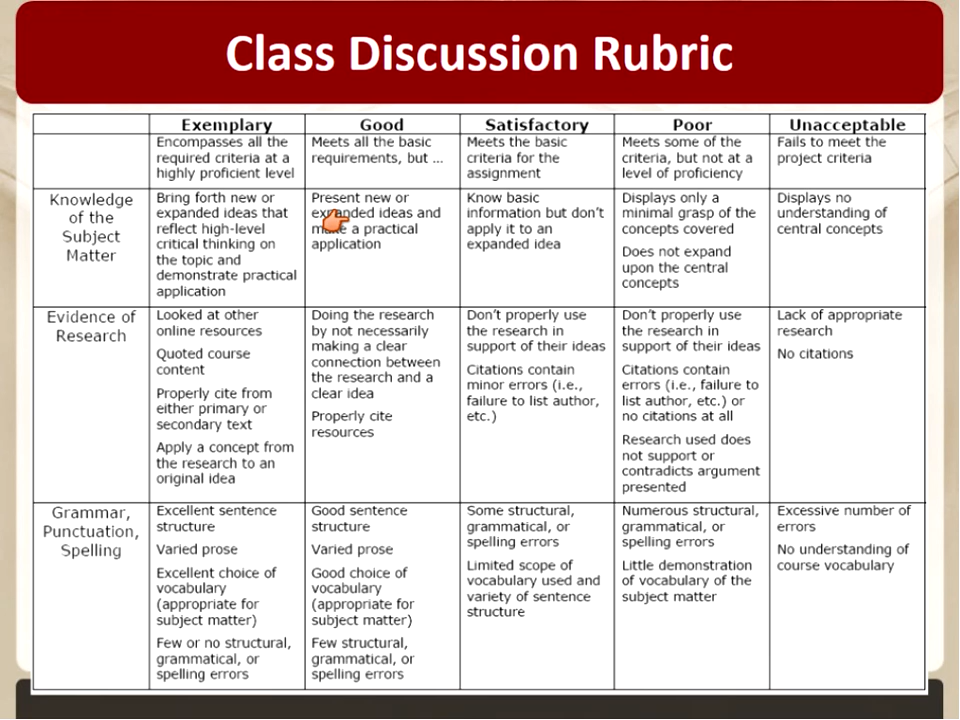 Class Discussion Rubric
Exemplary
Good
Satisfactory
Poor
Unacceptable
Encompasses all the
required criteria at a
highly proficient level
Meets all the basic
requirements, but ...
Meets the basic
criteria for the
assignment
Meets some of the
criteria, but not at a
level of proficiency
Fails to meet the
project criteria
Knowledge
of the
Subject
Matter
Bring forth new or
expanded ideas that
reflect high-level
critical thinking on
the topic and
demonstrate practical
application
Present new or
expanded ideas and
make a practical
application
Know basic
information but don't
apply it to an
expanded idea
Displays only a
minimal grasp of the
concepts covered
Does not expand
upon the central
concepts
Displays no
understanding of
central concepts
Evidence of
Research
Looked at other
online resources
Quoted course
content
Properly cite from
either primary or
secondary text
Apply a concept from
the research to an
original idea
Doing the research
by not necessarily
making a clear
connection between
the research and a
clear idea
Properly cite
resources
Don't properly use
the research in
support of their ideas
Citations contain
minor errors (i.e.,
failure to list author,
etc.)
Don't properly use
the research in
support of their ideas
Citations contain
errors (i.e., failure to
list author, etc.) or
no citations at all
Research used does
not support or
contradicts argument
presented
Lack of appropriate
research
No citations
Grammar,
Punctuation,
Spelling
Excellent sentence
structure
Varied prose
Excellent choice of
vocabulary
(appropriate for
subject matter)
Few or no structural,
grammatical, or
spelling errors
Good sentence
structure
Varied prose
Good choice of
vocabulary
(appropriate for
subject matter)
Few structural,
grammatical, or
spelling errors
Some structural,
grammatical, or
spelling errors
Limited scope of
vocabulary used and
variety of sentence
structure
Numerous structural,
grammatical, or
spelling errors
Little demonstration
of vocabulary of the
subject matter
Excessive number of
errors
No understanding of
course vocabulary